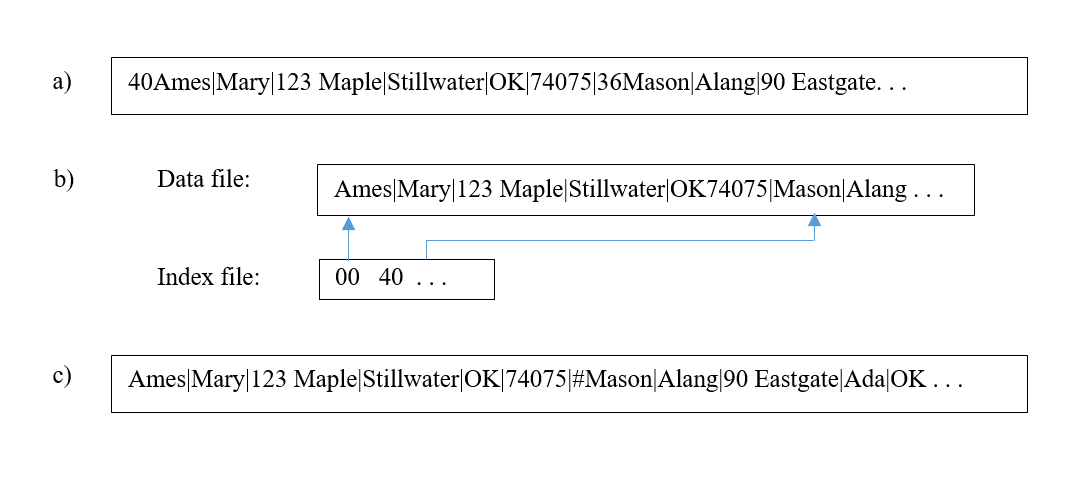 a) 40Ames|Mary|123 Maple|Stillwater|OK|74075|36Mason|Alang|90 Eastgate. . .
b) Data file: Ames|Mary|123 Maple|Stillwater|OK74075|Mason|Alang . . .
Index file: 00 40 . . .
c) Ames|Mary|123 Maple|Stillwater|OK|74075|#Mason|Alang|90 Eastgate|Ada|OK . . .